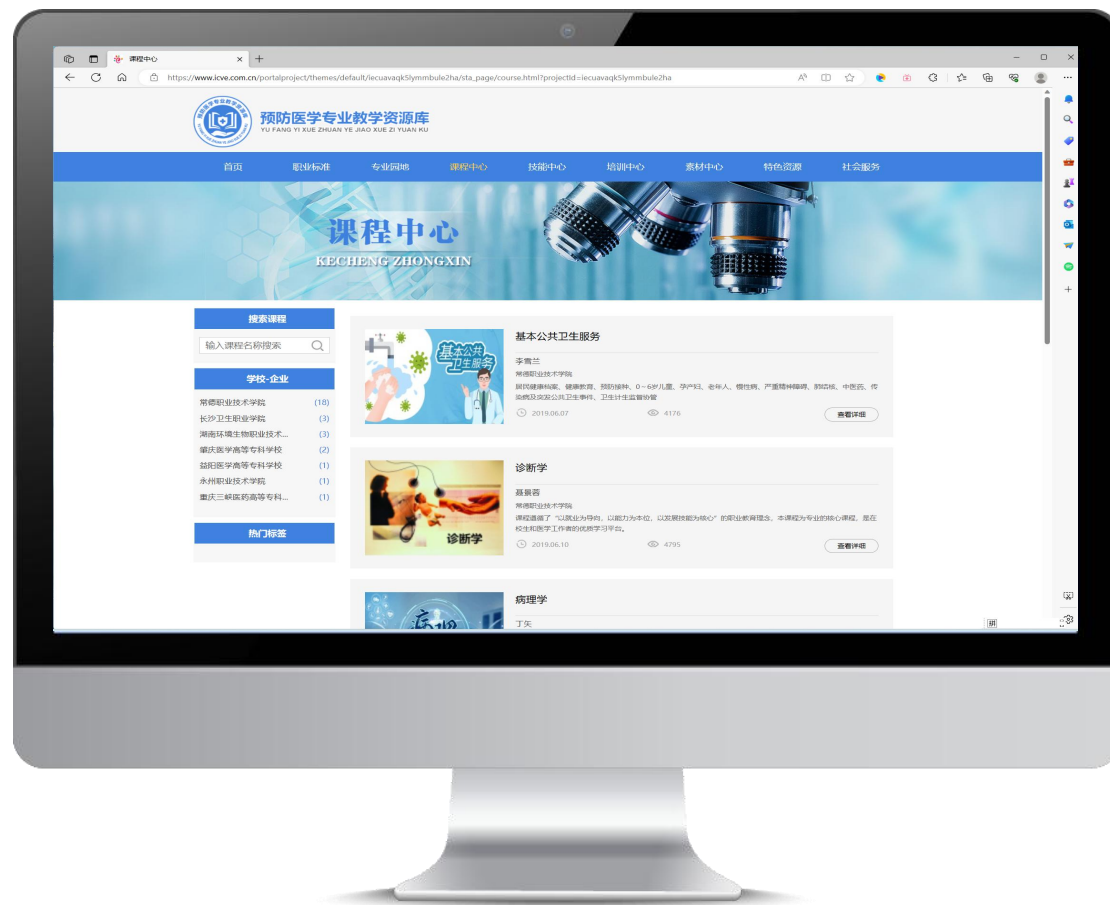 课程中心
https://www.icve.com.cn/portalproject/themes/default/iecuavaqk5lymmbule2ha/sta_page/course.html?projectId=iecuavaqk5lymmbule2ha
预防医学专业教学资源库
YU FANG YI XUE ZHUAN YE JIAO XUE ZI YUAN KU
首页 职业标准 专业园地 课程中心 技能中心 培训中心 素材中心 特色资源 社会服务
课程中心
KECHENG ZHONGXIN
搜索课程
输入课程名称搜索
学校-企业
常德职业技术学院 (18)
长沙卫生职业学院 (3)
湖南环境生物职业技术... (3)
肇庆医学高等专科学校 (2)
益阳医学高等专科学校 (1)
永州职业技术学院 (1)
重庆三峡医药高等专科... (1)
热门标签
基本公共
卫生服务
基本公共卫生服务
李雪兰
常德职业技术学院
居民健康档案、健康教育、预防接种、0~6岁儿童、孕产妇、老年人、慢性病、严重精神障碍、肺结核、中医药、传
染病及突发公共卫生事件、卫生计生监督协管
2019.06.07 4176 查看详细
诊断学
诊断学
聂景蓉
常德职业技术学院
课程遵循了“以就业为导向，以能力为本位，以发展技能为核心”的职业教育理念。本课程为专业的核心课程，是在
校生和医学工作者的优质学习平台。
2019.06.10 4795 查看详细
病理学
丁矢
拼